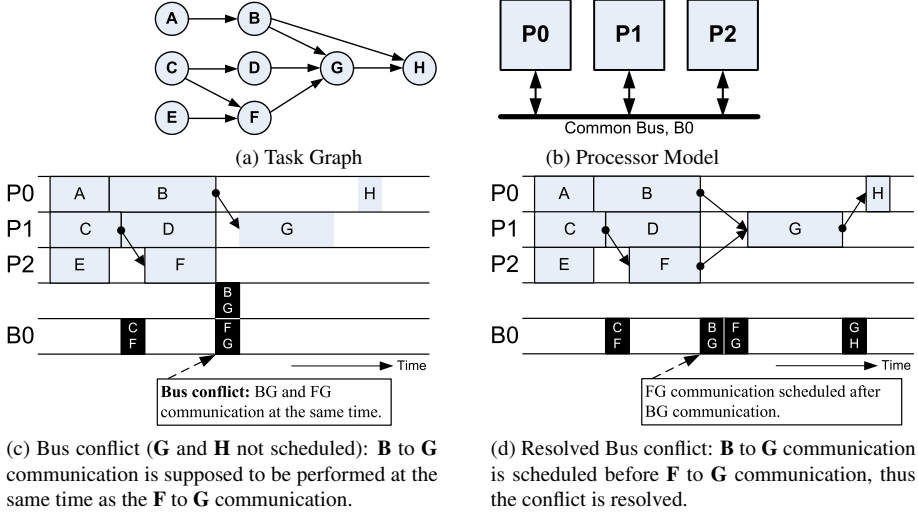 A B
C D G H
E F
(a) Task Graph
P0 P1 P2
Common Bus, B0
(b) Processor Model
P0 A B H
P1 C D G
P2 E F
B
G
B0 C
F
F
G
Time
Bus conflict: BG and FG
communication at the same time.
(c) Bus conflict (G and H not scheduled): B to G
communication is supposed to be performed at the
same time as the F to G communication.
P0 A B H
P1 C D G
P2 E F
B0 C
F
B
G
F
G
G
H
Time
FG communication scheduled after
BG communication.
(d) Resolved Bus conflict: B to G communication
is scheduled before F to G communication, thus
the conflict is resolved.